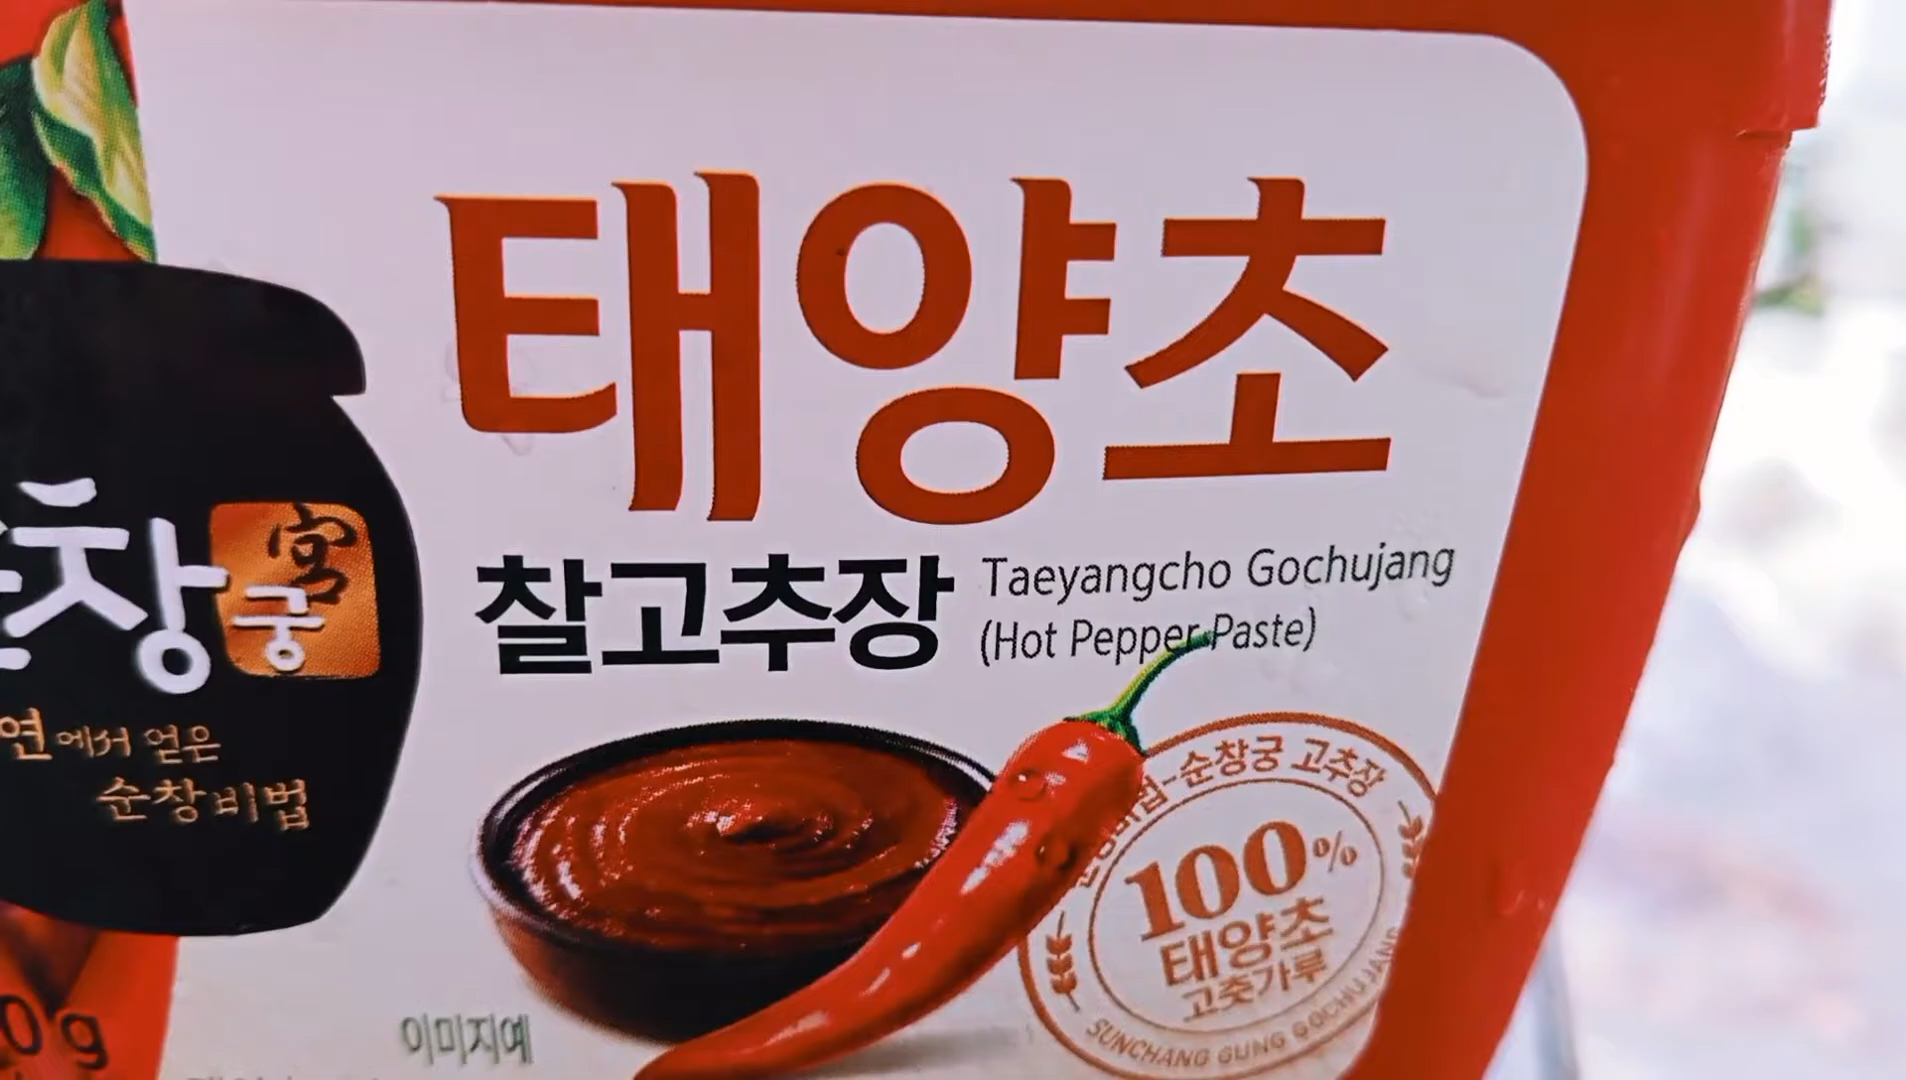 태양초
찰고추장
Taeyangcho Gochujang
(Hot Pepper Paste)
창
宮
궁
에서 얻은
순창비법
순창궁 고추장
100%
태양초
고춧가루
SUNCHANG GUNG GOCHUJANG
이미지예
g